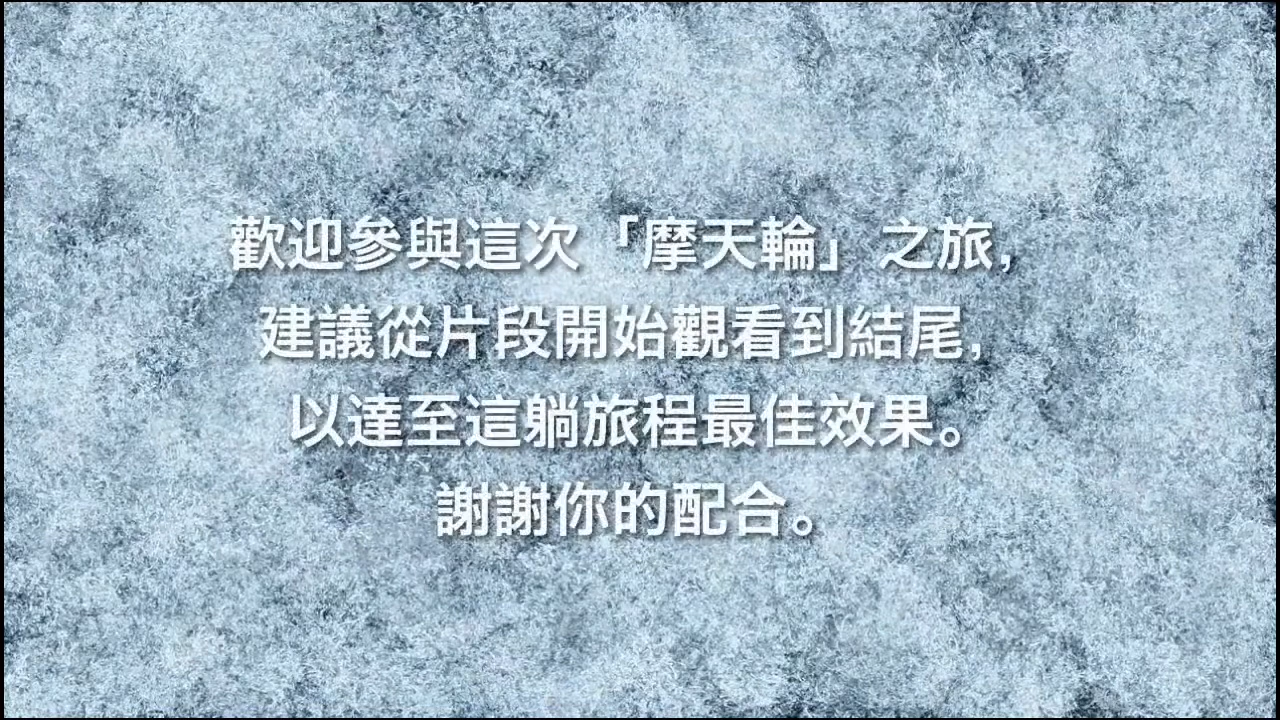 歡迎參與這次「摩天輪」之旅,
建議從片段開始觀看到結尾,
以達至這躺旅程最佳效果。
謝謝你的配合。